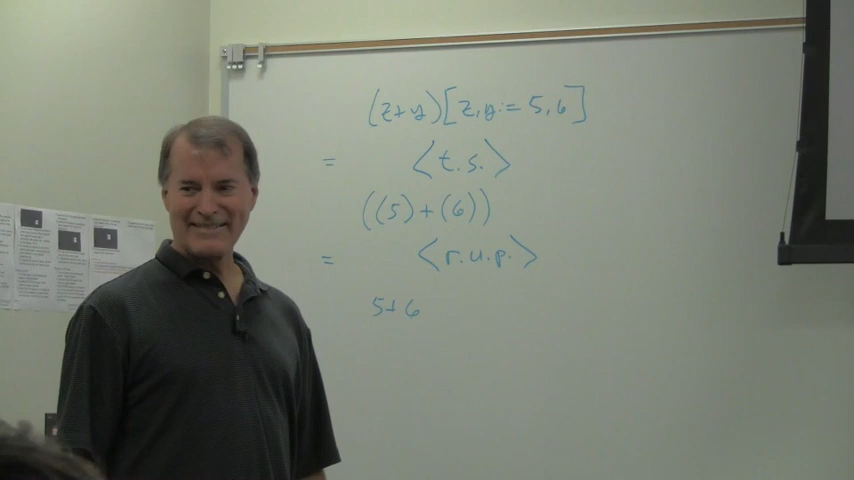 (z+y)[z,y:=5,6]
= <t.s.>
((5)+(6))
= <r.u.p.>
5+6